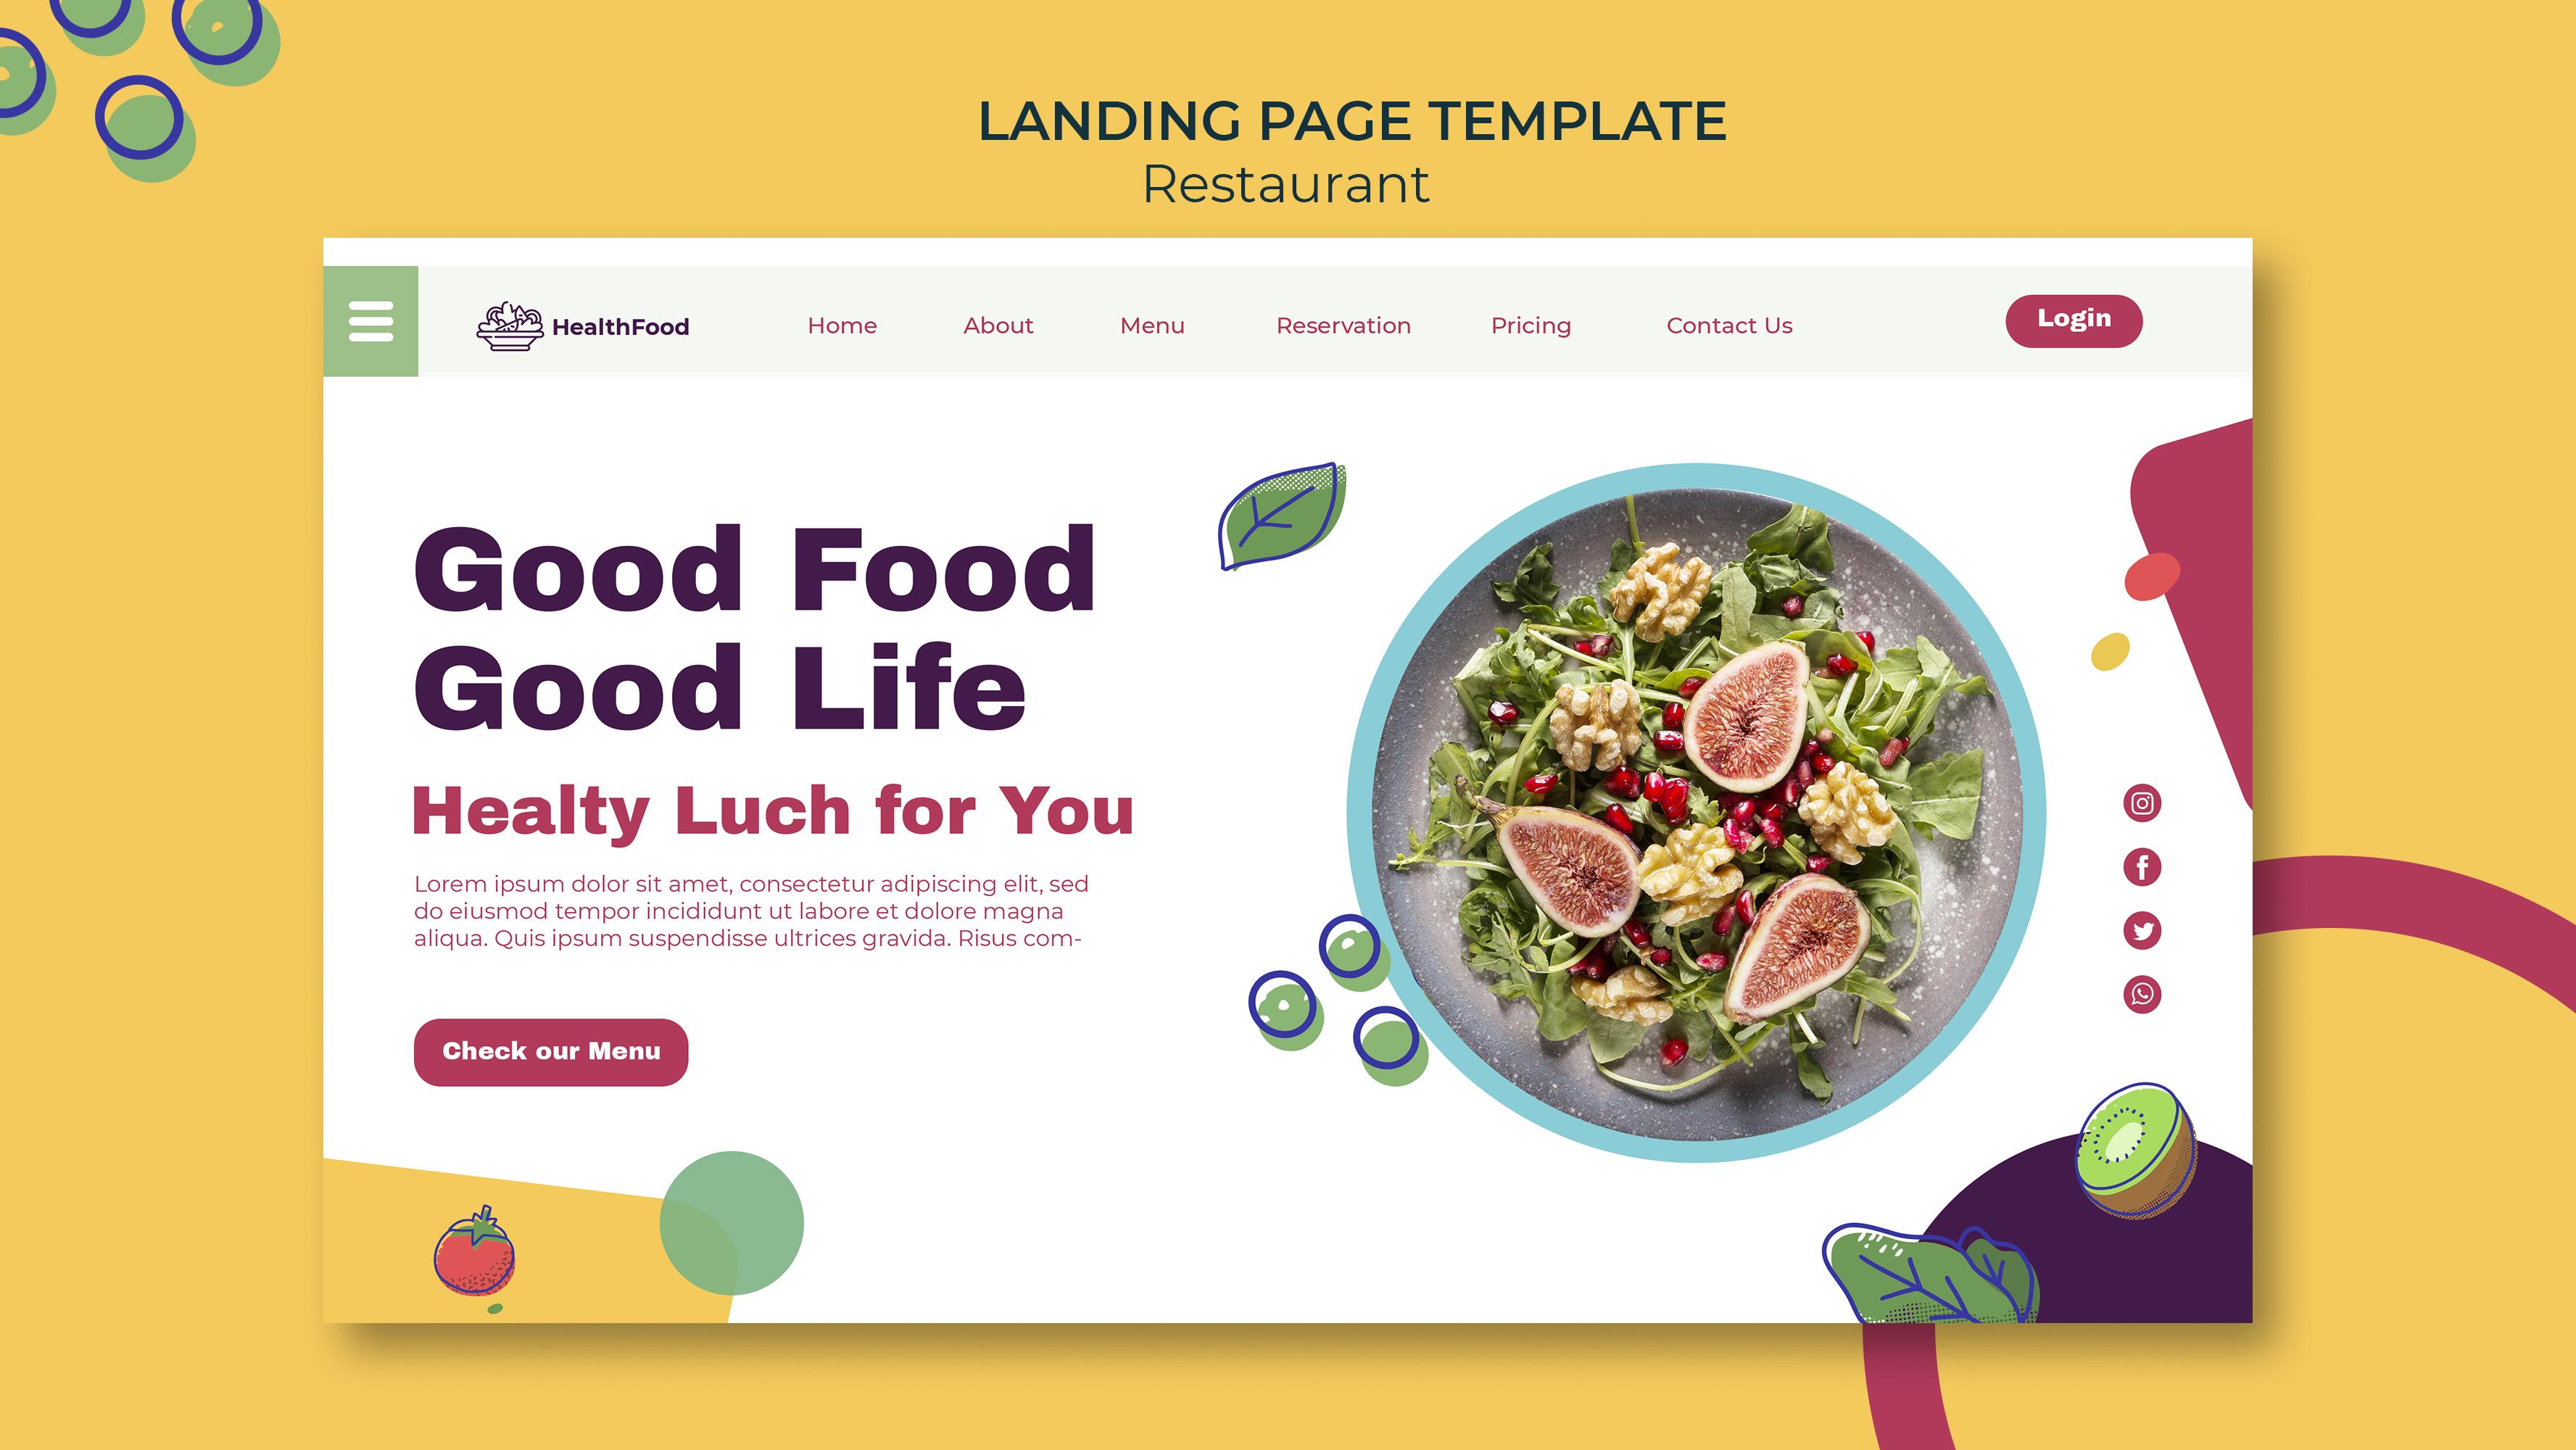 LANDING PAGE TEMPLATE
Restaurant
HealthFood
Home
About
Menu
Reservation
Pricing
Contact Us
Login
Good Food
Good Life
Healty Luch for You
Lorem ipsum dolor sit amet, consectetur adipiscing elit, sed
do eiusmod tempor incididunt ut labore et dolore magna
aliqua. Quis ipsum suspendisse ultrices gravida. Risus com-
Check our Menu